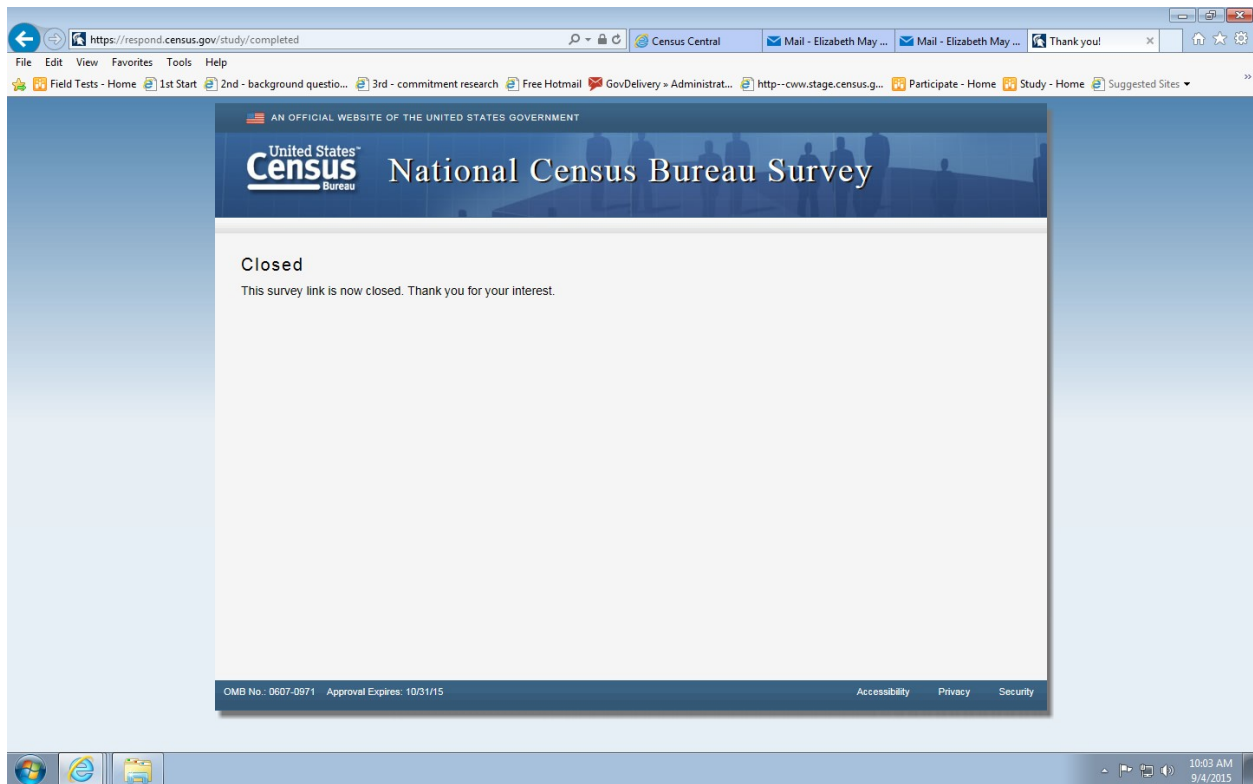 https://respond.census.gov/study/completed
Census Central
Mail - Elizabeth May ...
Mail - Elizabeth May ...
Thank you!
File Edit View Favorites Tools Help
Field Tests - Home 1st Start 2nd - background questio... 3rd - commitment research Free Hotmail GovDelivery » Administrat... http--cww.stage.census.g... Participate - Home Study - Home Suggested Sites
AN OFFICIAL WEBSITE OF THE UNITED STATES GOVERNMENT
United States™
Census
Bureau
National Census Bureau Survey
Closed
This survey link is now closed. Thank you for your interest.
OMB No.: 0607-0971 Approval Expires: 10/31/15 Accessibility Privacy Security
10:03 AM
9/4/2015